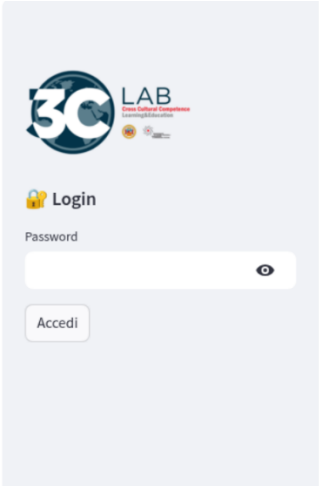 3C
LAB
Cross Cultural Competence
Learning&Education
Login
Password
Accedi